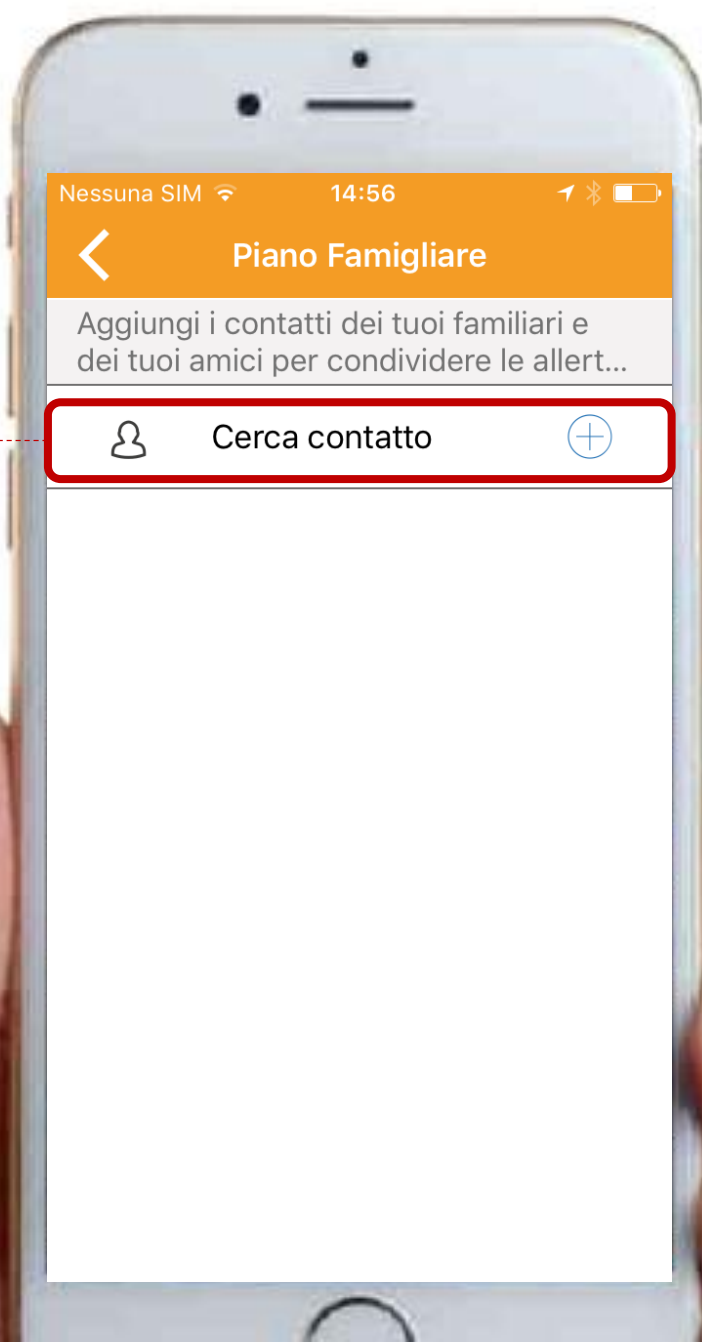 Nessuna SIM 14:56
Piano Famigliare
Aggiungi i contatti dei tuoi familiari e
dei tuoi amici per condividere le allert...
Cerca contatto